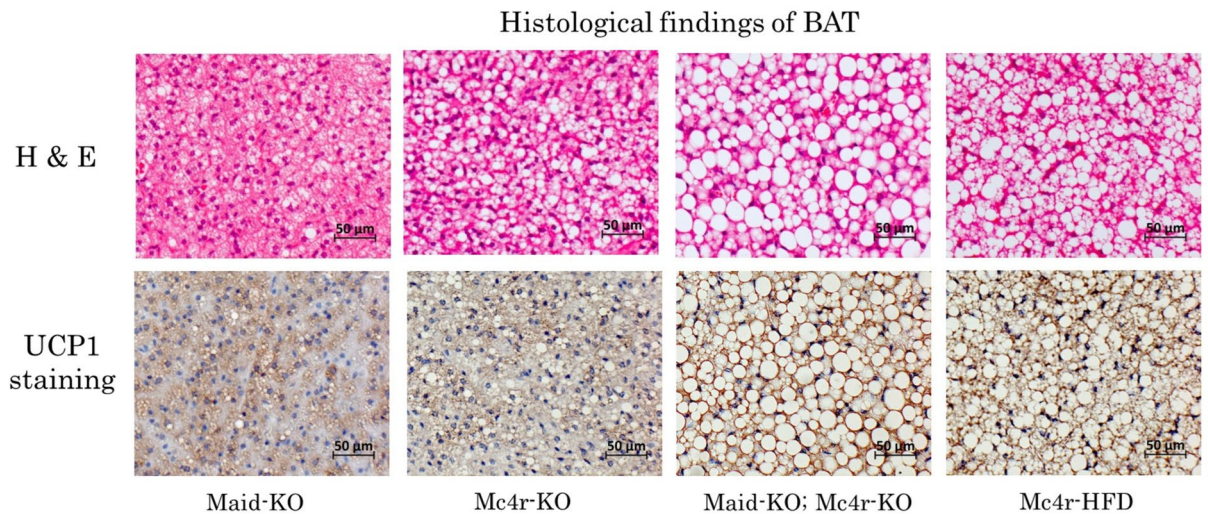 Histological findings of BAT
H & E
50 μm
50 μm
50 μm
50 μm
UCP1
staining
50 μm
50 μm
50 μm
50 μm
Maid-KO
Mc4r-KO
Maid-KO; Mc4r-KO
Mc4r-HFD